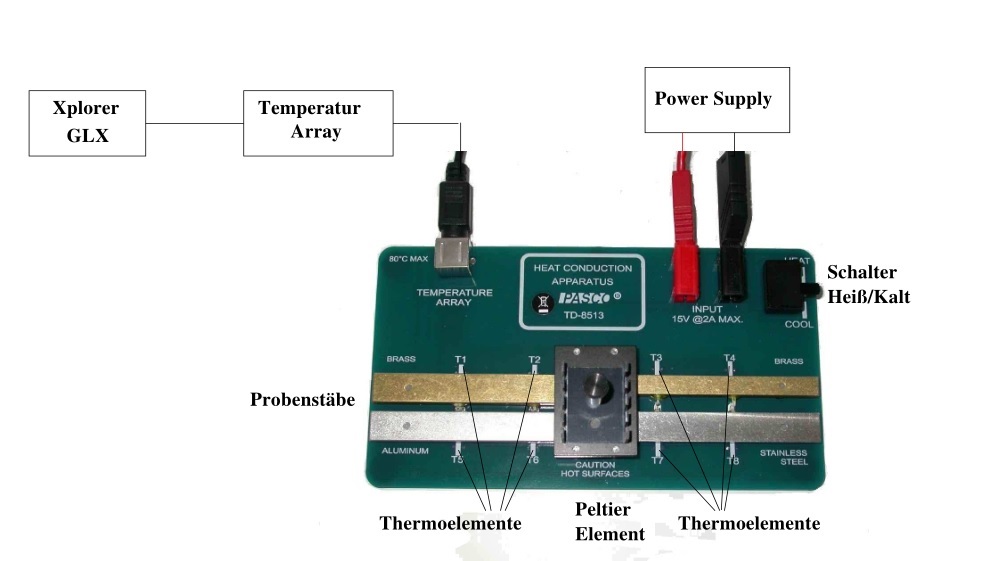 Xplorer
GLX
Temperatur
Array
Power Supply
80°C MAX
TEMPERATURE
ARRAY
HEAT CONDUCTION
APPARATUS
PASCO®
TD-8513
INPUT
15V @2A MAX.
HEAT
COOL
Schalter
Heiß/Kalt
BRASS
T1
T2
T3
T4
BRASS
Probenstäbe
ALUMINUM
T5
T6
T7
T8
STAINLESS
STEEL
CAUTION
HOT SURFACES
Thermoelemente
Peltier
Element
Thermoelemente